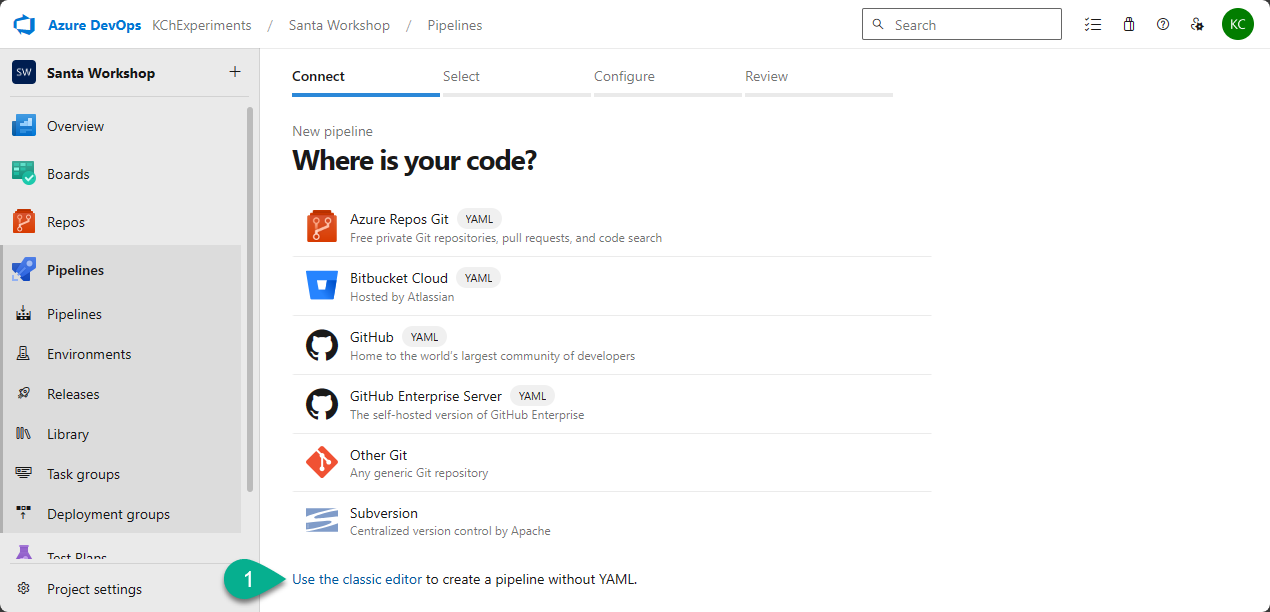 Azure DevOps KChExperiments / Santa Workshop / Pipelines
Search
KC
SW Santa Workshop +
Overview
Boards
Repos
Pipelines
Pipelines
Environments
Releases
Library
Task groups
Deployment groups
Test Plans
Project settings
Connect Select Configure Review
New pipeline
Where is your code?
Azure Repos Git YAML
Free private Git repositories, pull requests, and code search
Bitbucket Cloud YAML
Hosted by Atlassian
GitHub YAML
Home to the world's largest community of developers
GitHub Enterprise Server YAML
The self-hosted version of GitHub Enterprise
Other Git
Any generic Git repository
Subversion
Centralized version control by Apache
1
Use the classic editor to create a pipeline without YAML.